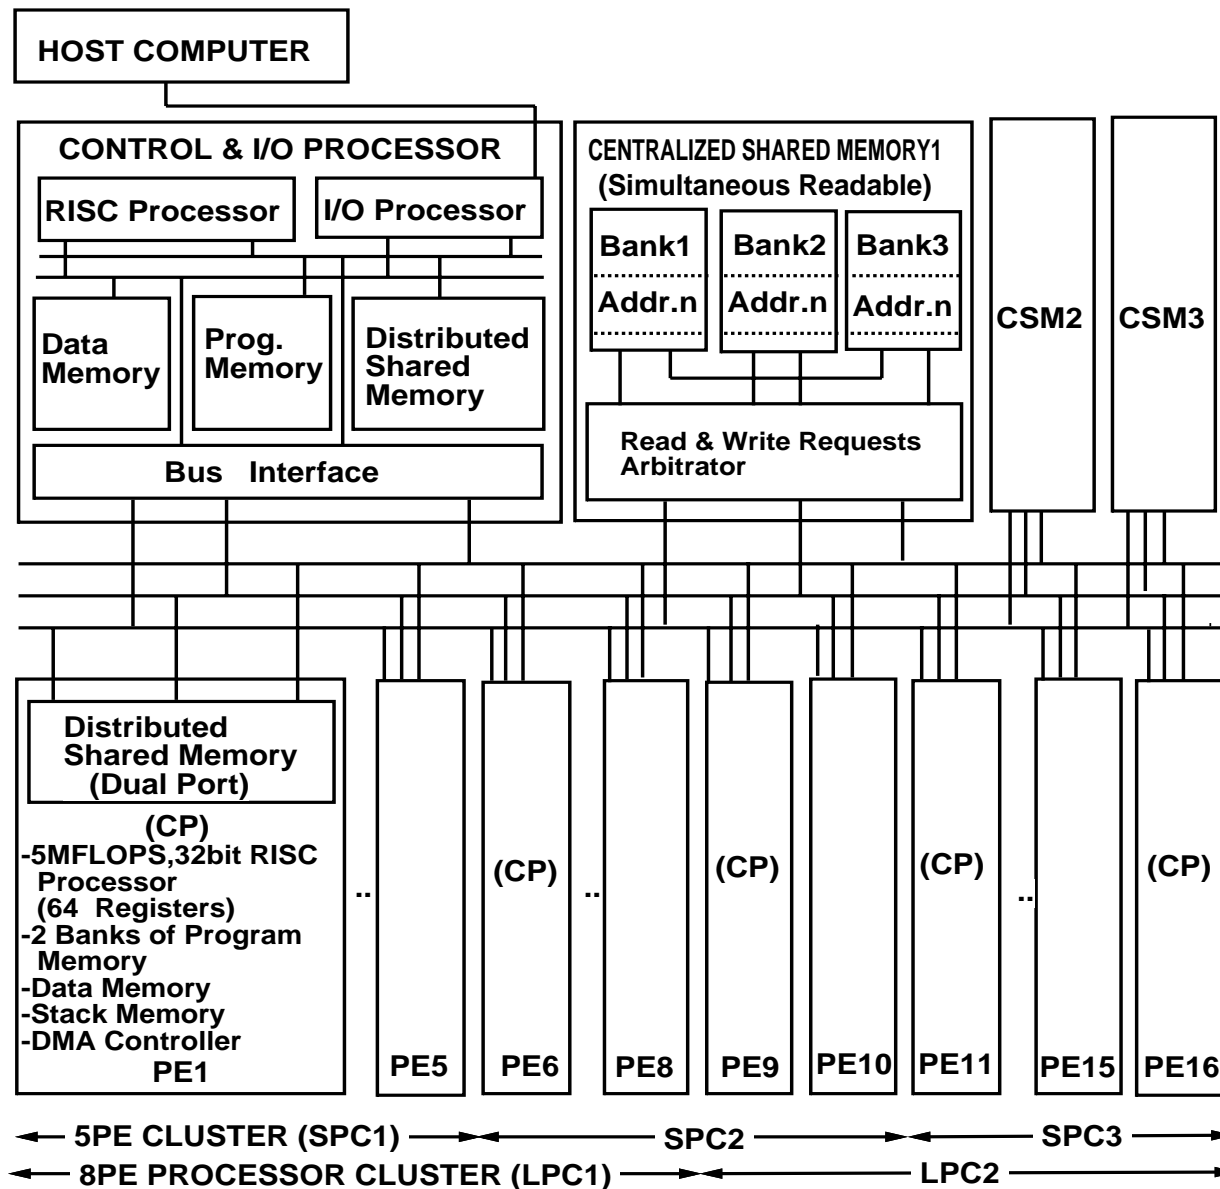 HOST COMPUTER
CONTROL & I/O PROCESSOR
RISC Processor
I/O Processor
Data
Memory
Prog.
Memory
Distributed
Shared
Memory
Bus Interface
CENTRALIZED SHARED MEMORY1
(Simultaneous Readable)
Bank1
Addr.n
Bank2
Addr.n
Bank3
Addr.n
Read & Write Requests
Arbitrator
CSM2
CSM3
Distributed
Shared Memory
(Dual Port)
(CP)
-5MFLOPS,32bit RISC
Processor
(64 Registers)
-2 Banks of Program
Memory
-Data Memory
-Stack Memory
-DMA Controller
PE1
..
PE5
(CP)
PE6
..
PE8
(CP)
PE9
PE10
(CP)
PE11
..
PE15
(CP)
PE16
5PE CLUSTER (SPC1)
SPC2
SPC3
8PE PROCESSOR CLUSTER (LPC1)
LPC2